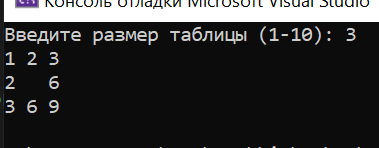 Консоль отладки Microsoft Visual Studio
Введите размер таблицы (1-10): 3
1 2 3
2   6
3 6 9